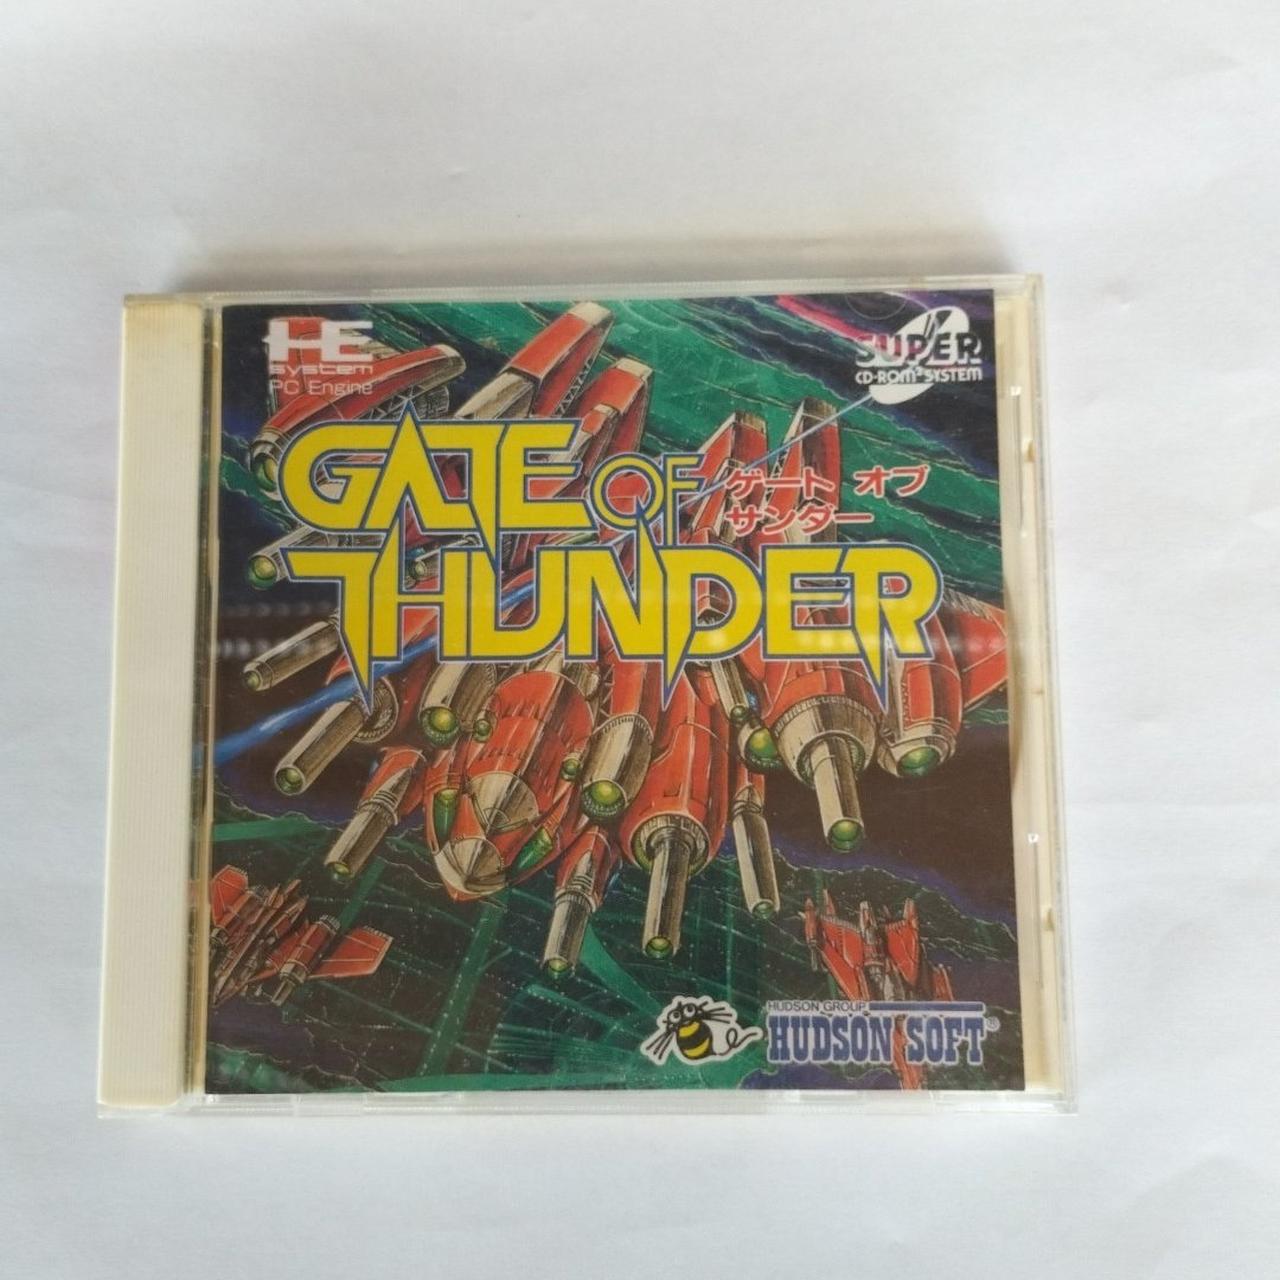 HE
system
PC Engine
SUPER
CD-ROM² SYSTEM
GATE OF
THUNDER
ゲート オブ
サンダー
HUDSON GROUP
HUDSON SOFT®